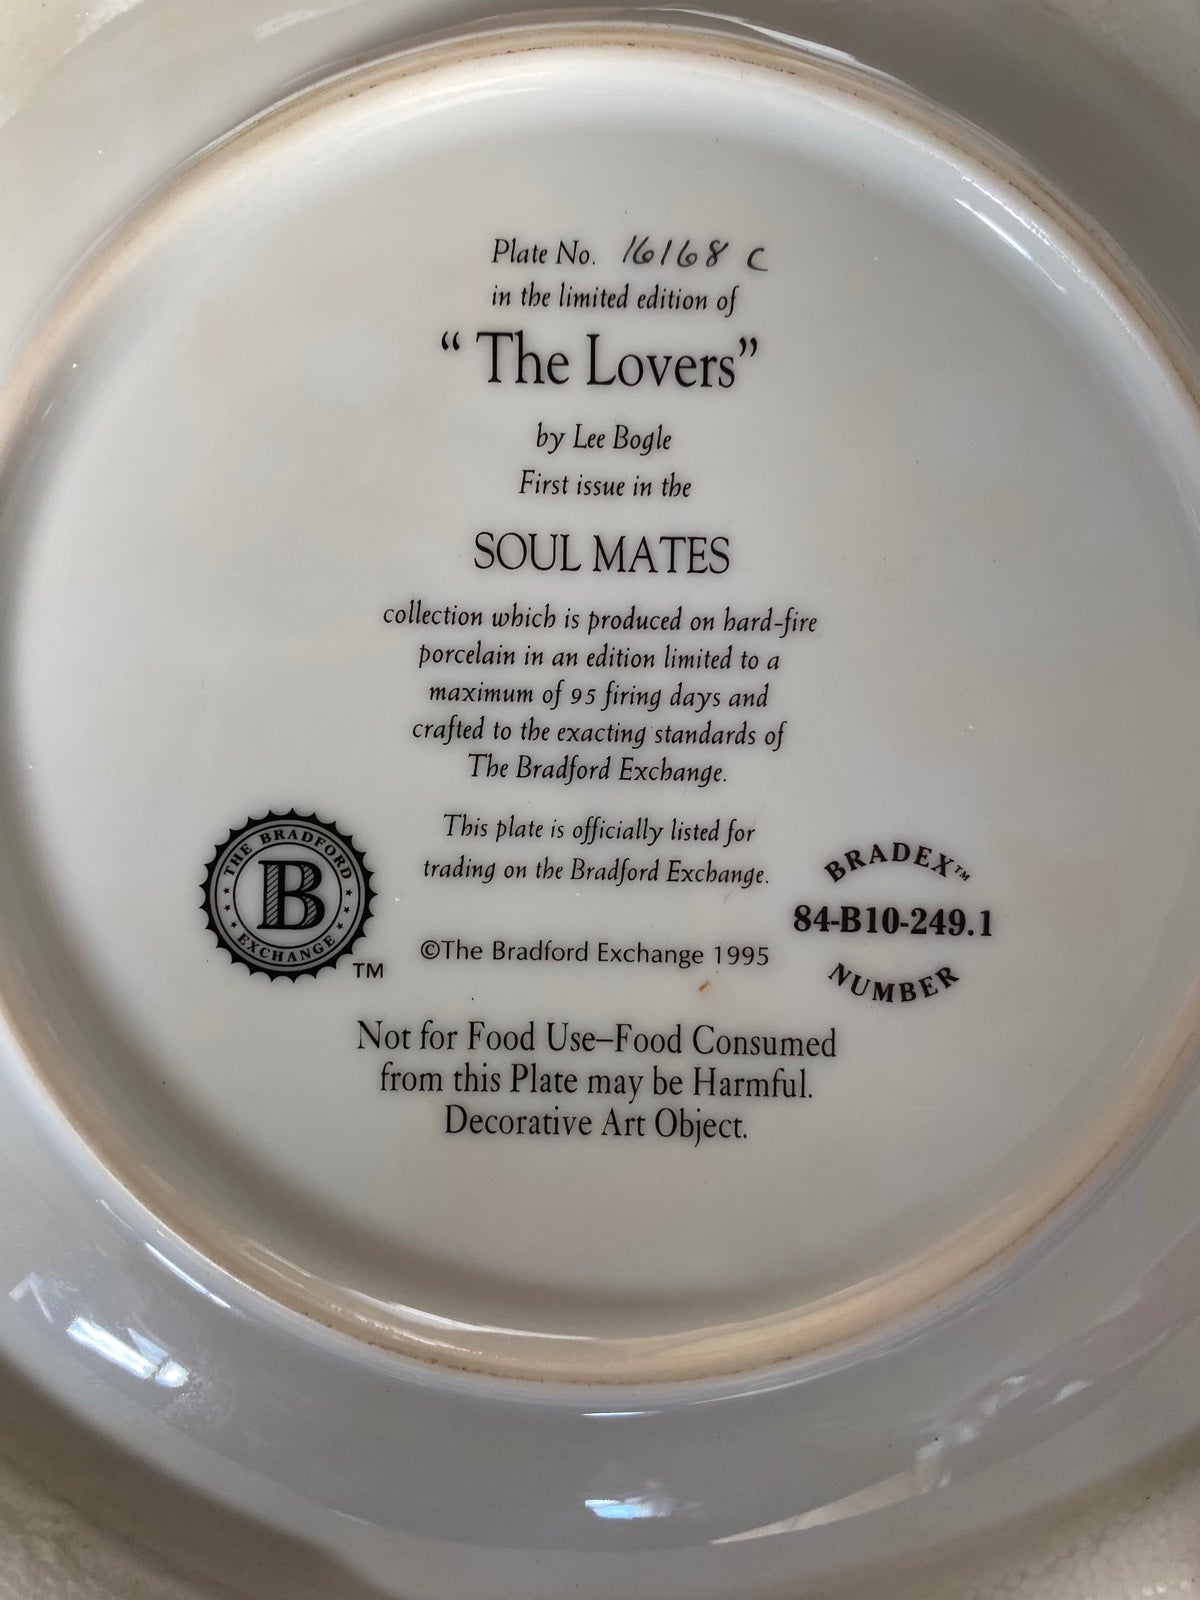 Plate No. 16168 C
in the limited edition of
“ The Lovers”
by Lee Bogle
First issue in the
SOUL MATES
collection which is produced on hard-fire
porcelain in an edition limited to a
maximum of 95 firing days and
crafted to the exacting standards of
The Bradford Exchange.
This plate is officially listed for
trading on the Bradford Exchange.
THE BRADFORD
B
EXCHANGE
TM
©The Bradford Exchange 1995
BRADEX™
84-B10-249.1
NUMBER
Not for Food Use–Food Consumed
from this Plate may be Harmful.
Decorative Art Object.